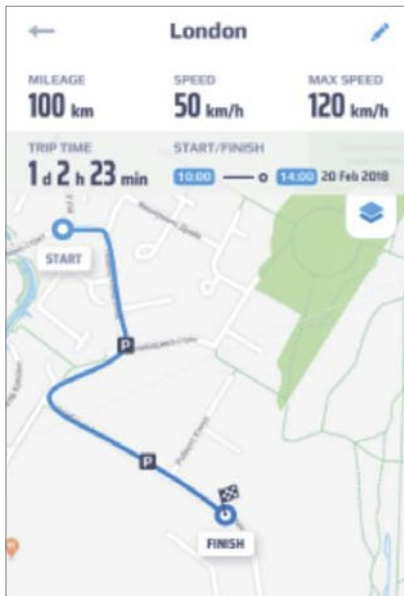 London
MILEAGE SPEED MAX SPEED
100 km 50 km/h 120 km/h
TRIP TIME START/FINISH
1 d 2 h 23 min 10:00 14:00 20 Feb 2018
START
P
P
FINISH